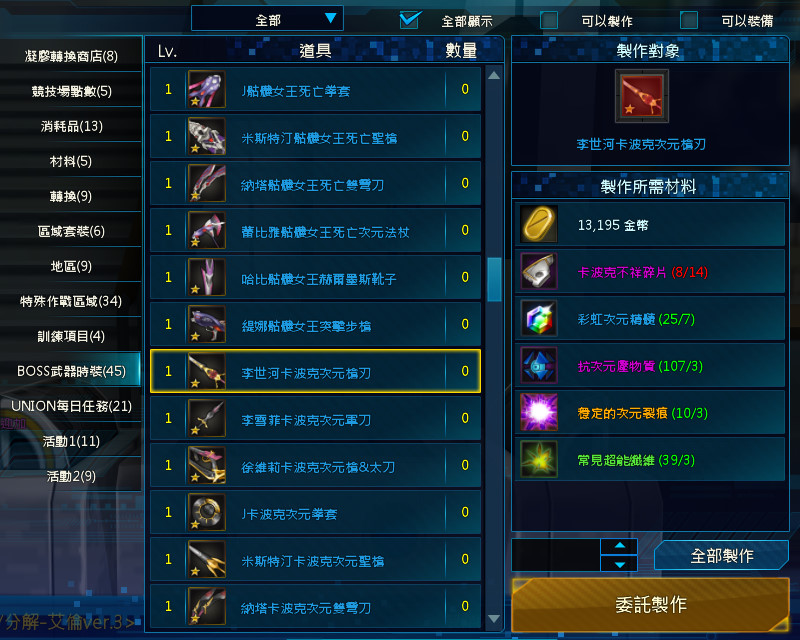 全部
全部顯示
可以製作
可以裝備
凝膠轉換商店(8)
競技場點數(5)
消耗品(13)
材料(5)
轉換(9)
區域套裝(6)
地區(9)
特殊作戰區域(34)
訓練項目(4)
BOSS武器時裝(45)
UNION每日任務(21)
活動1(11)
活動2(9)
/分解-艾倫ver.3>
Lv. 道具 數量
1 J骷髏女王死亡拳套 0
1 米斯特汀骷髏女王死亡聖槍 0
1 納塔骷髏女王死亡雙彎刀 0
1 蕾比雅骷髏女王死亡次元法杖 0
1 哈比骷髏女王赫爾墨斯靴子 0
1 緹娜骷髏女王突擊步槍 0
1 李世河卡波克次元槍刃 0
1 李雪菲卡波克次元軍刀 0
1 徐維莉卡波克次元槍&太刀 0
1 J卡波克次元拳套 0
1 米斯特汀卡波克次元聖槍 0
1 納塔卡波克次元雙彎刀 0
製作對象
李世河卡波克次元槍刃
製作所需材料
13,195 金幣
卡波克不祥碎片 (8/14)
彩虹次元精髓 (25/7)
抗次元塵物質 (107/3)
穩定的次元裂痕 (10/3)
常見超能纖維 (39/3)
全部製作
委託製作